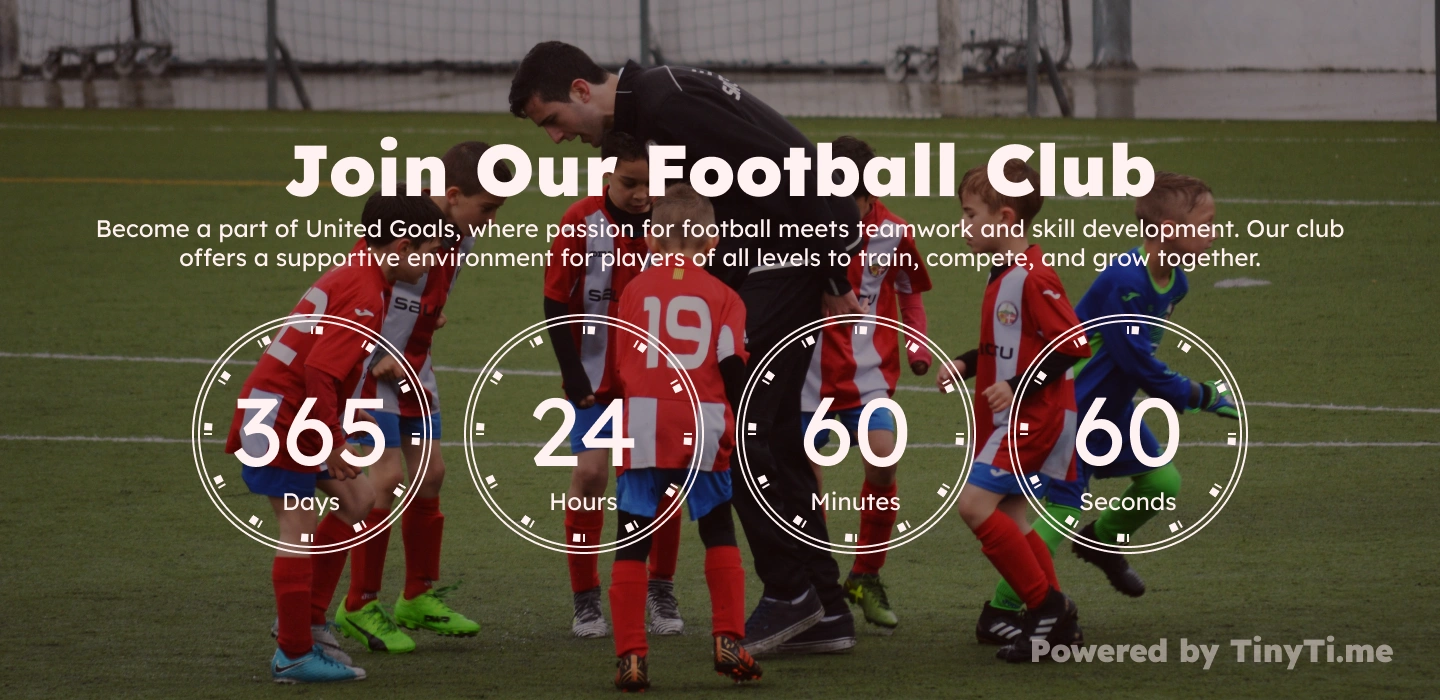 Join Our Football Club
Become a part of United Goals, where passion for football meets teamwork and skill development. Our club
offers a supportive environment for players of all levels to train, compete, and grow together.
19
2
365
24
60
60
Days
Hours
Minutes
Seconds
Powered by TinyTi.me